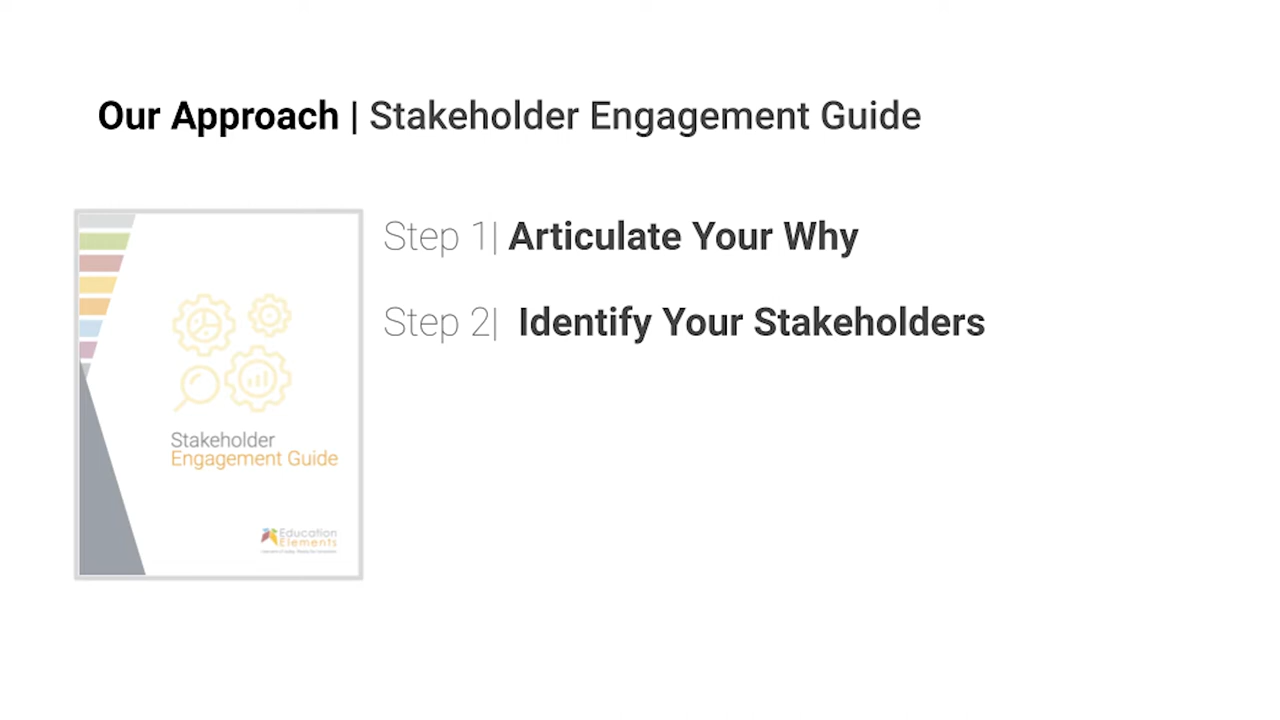 Our Approach | Stakeholder Engagement Guide
Step 1| Articulate Your Why
Step 2| Identify Your Stakeholders
Stakeholder
Engagement Guide
Education
Elements